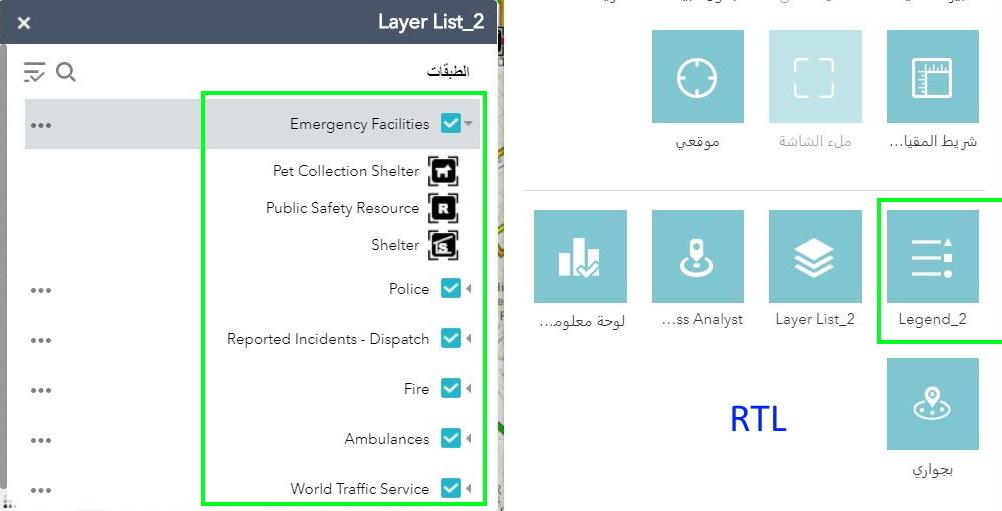 Layer List_2
الطبقات
Emergency Facilities
Pet Collection Shelter
Public Safety Resource
R
Shelter
S
Police
Reported Incidents - Dispatch
Fire
Ambulances
World Traffic Service
شريط المقيا...
ملء الشاشة
موقعي
Legend_2
Layer List_2
...ss Analyst
لوحة معلومـ...
بجواري
RTL